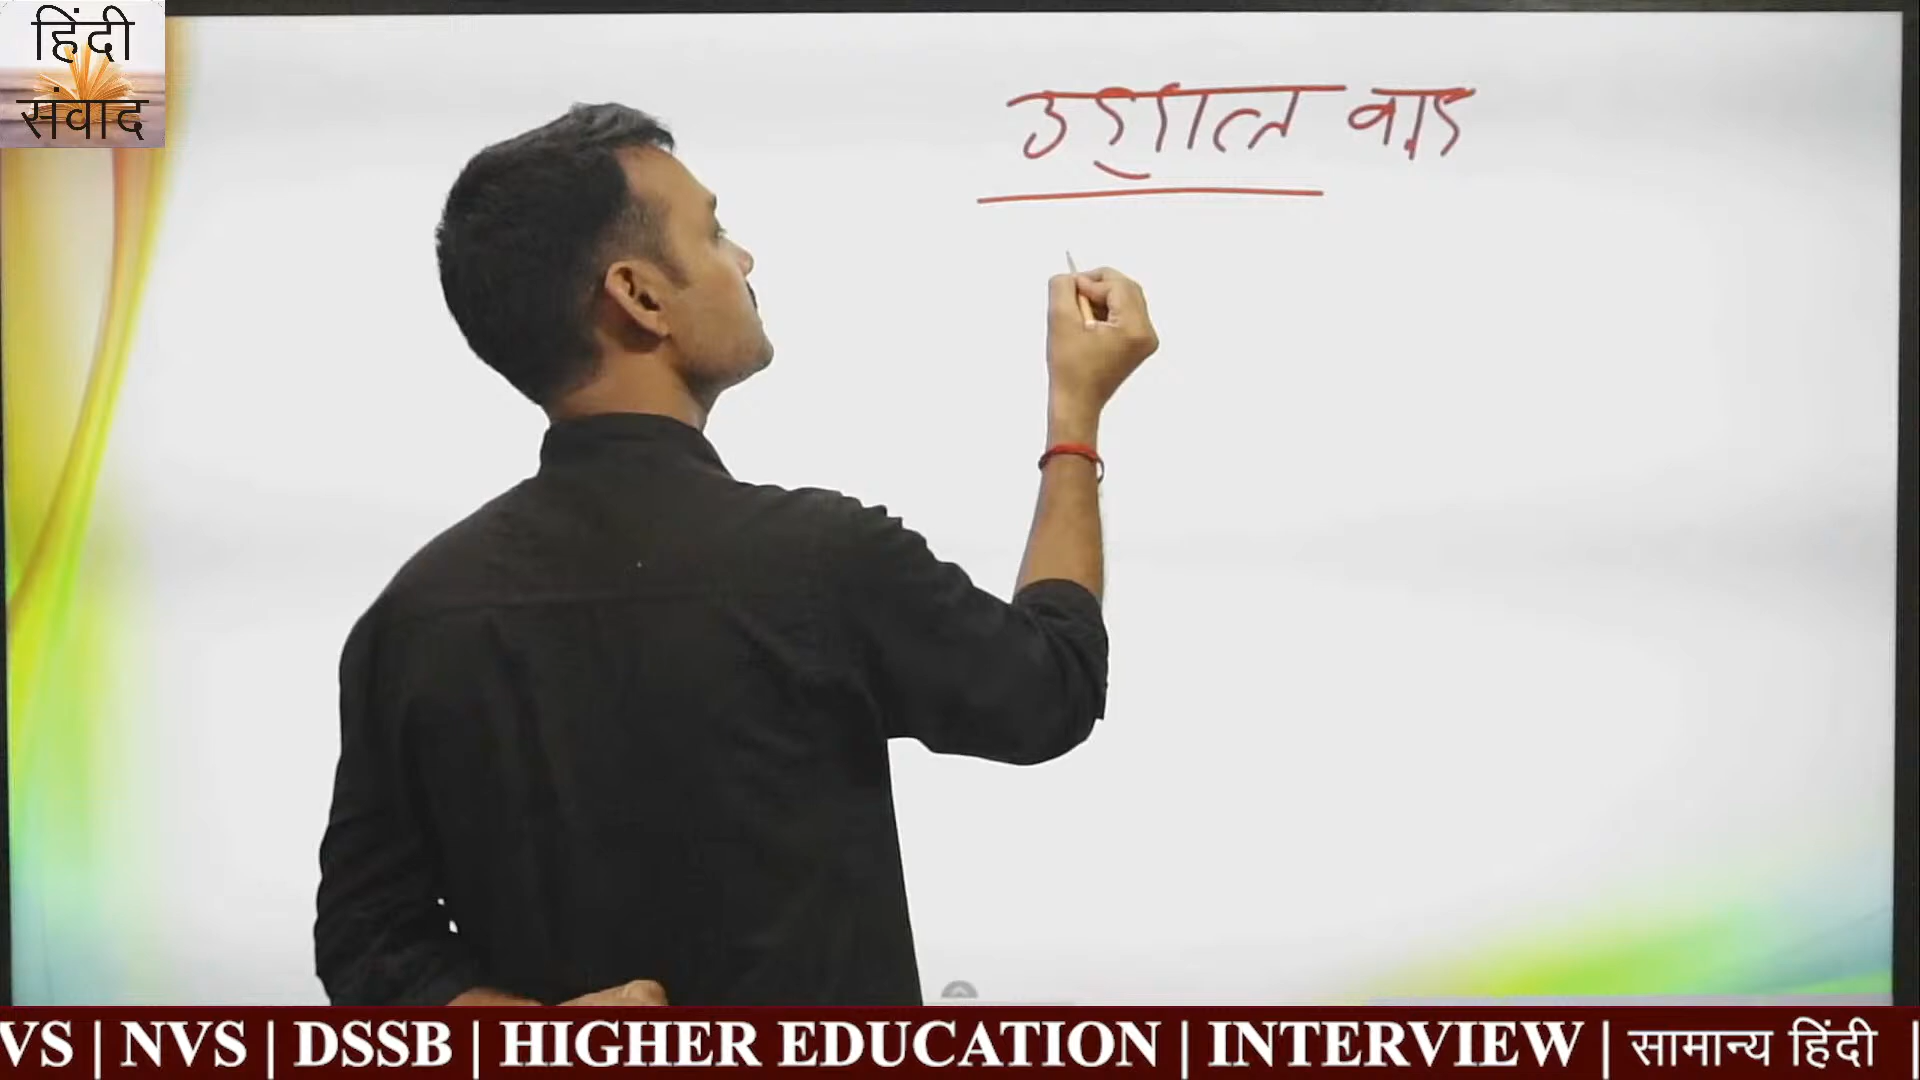 हिंदी
संवाद
उदात्त वाद
VS | NVS | DSSB | HIGHER EDUCATION | INTERVIEW | सामान्य हिंदी |